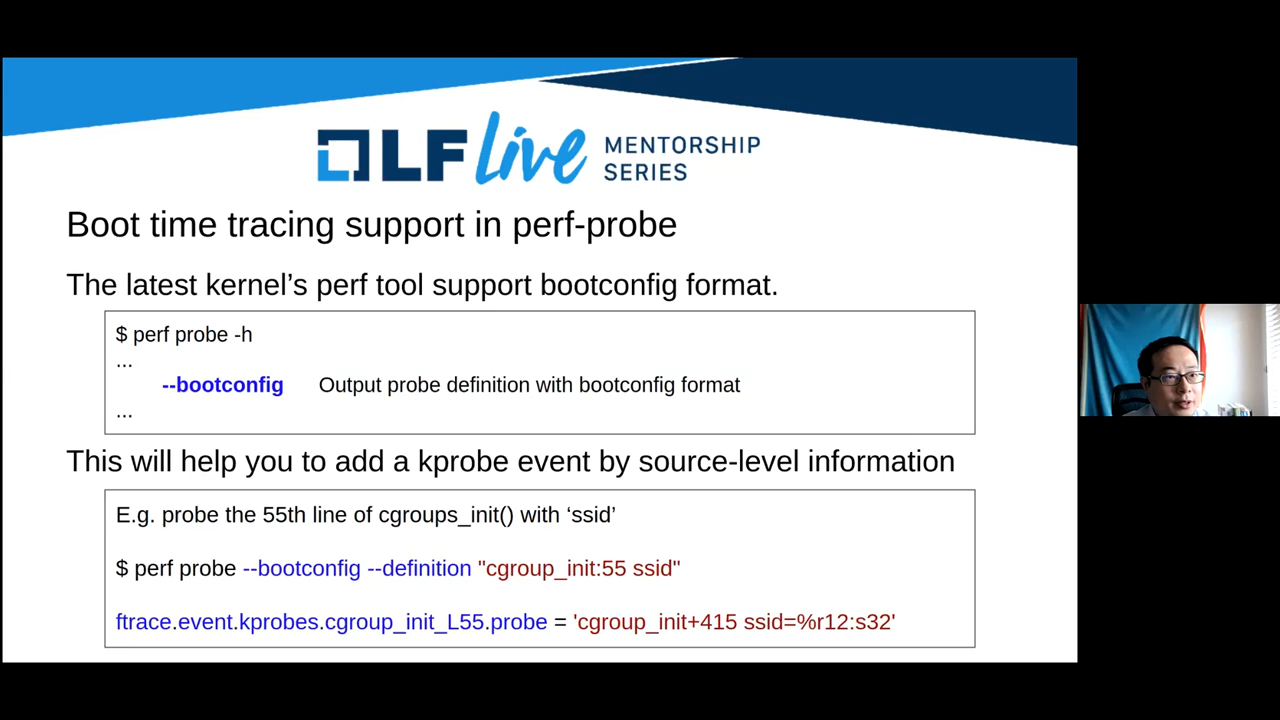 LF Live MENTORSHIP
SERIES
Boot time tracing support in perf-probe
The latest kernel’s perf tool support bootconfig format.
$ perf probe -h
...
--bootconfig Output probe definition with bootconfig format
...
This will help you to add a kprobe event by source-level information
E.g. probe the 55th line of cgroups_init() with ‘ssid’
$ perf probe --bootconfig --definition "cgroup_init:55 ssid"
ftrace.event.kprobes.cgroup_init_L55.probe = 'cgroup_init+415 ssid=%r12:s32'